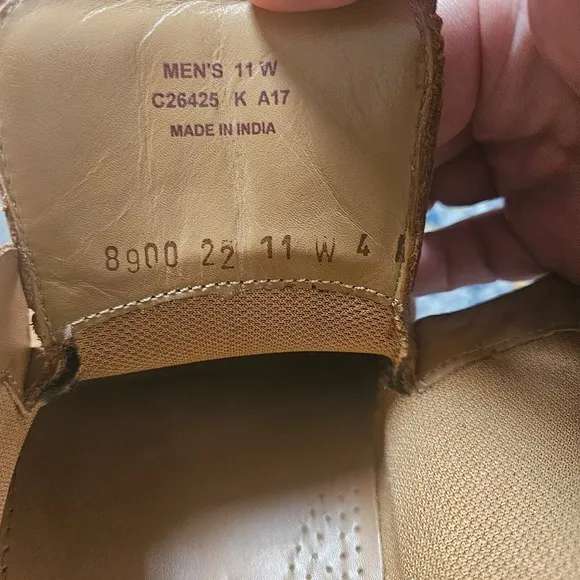 MEN'S 11 W
C26425 K A17
MADE IN INDIA
8900 22 11 W 4